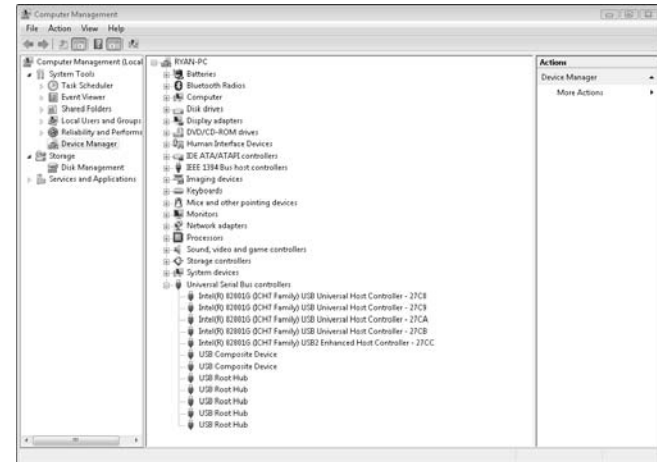 Computer Management
File Action View Help
Computer Management (Local
System Tools
Task Scheduler
Event Viewer
Shared Folders
Local Users and Groups
Reliability and Performa
Device Manager
Storage
Disk Management
Services and Applications
RYAN-PC
Batteries
Bluetooth Radios
Computer
Disk drives
Display adapters
DVD/CD-ROM drives
Human Interface Devices
IDE ATA/ATAPI controllers
IEEE 1394 Bus host controllers
Imaging devices
Keyboards
Mice and other pointing devices
Monitors
Network adapters
Processors
Sound, video and game controllers
Storage controllers
System devices
Universal Serial Bus controllers
Intel(R) 82801G (ICH7 Family) USB Universal Host Controller - 27C8
Intel(R) 82801G (ICH7 Family) USB Universal Host Controller - 27C9
Intel(R) 82801G (ICH7 Family) USB Universal Host Controller - 27CA
Intel(R) 82801G (ICH7 Family) USB Universal Host Controller - 27CB
Intel(R) 82801G (ICH7 Family) USB2 Enhanced Host Controller - 27CC
USB Composite Device
USB Composite Device
USB Root Hub
USB Root Hub
USB Root Hub
USB Root Hub
USB Root Hub
Actions
Device Manager
More Actions